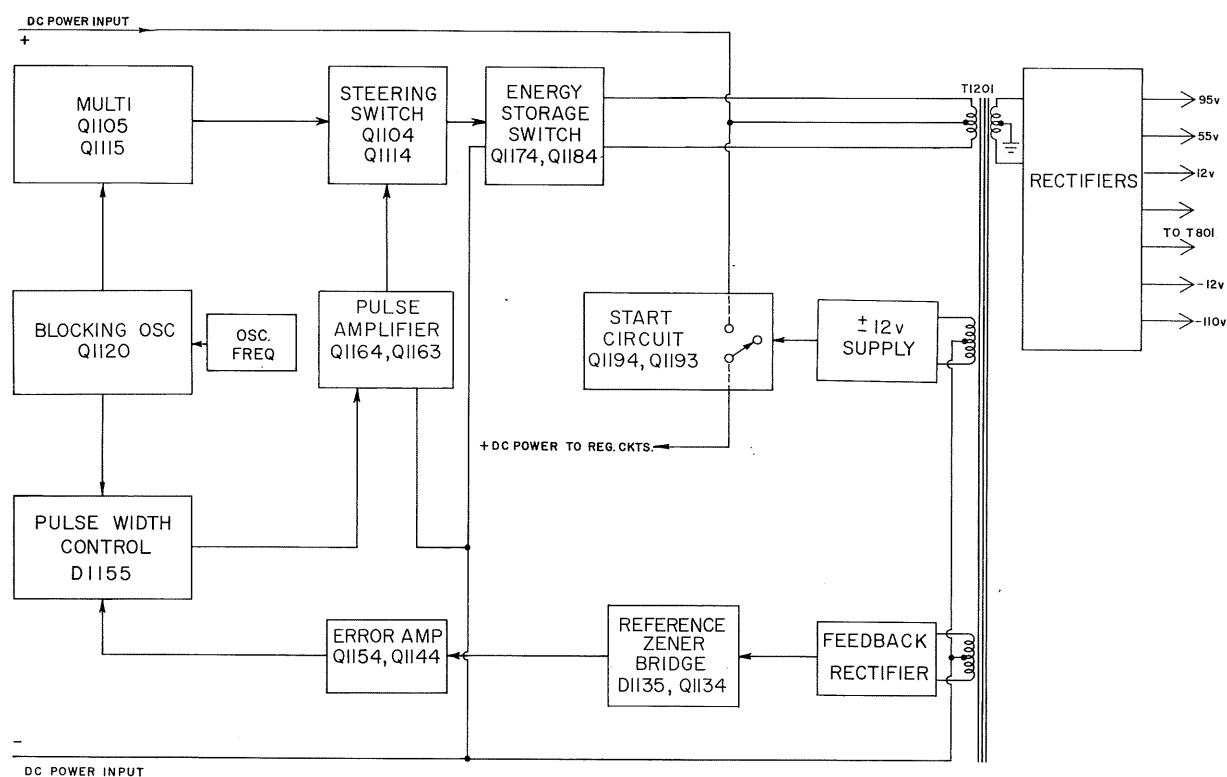 DC POWER INPUT
+
MULTI
Q1105
Q1115
STEERING
SWITCH
Q1104
Q1114
ENERGY
STORAGE
SWITCH
Q1174, Q1184
T1201
RECTIFIERS
95v
55v
12v
TO T801
-12v
-110v
BLOCKING OSC
Q1120
OSC.
FREQ
PULSE
AMPLIFIER
Q1164, Q1163
START
CIRCUIT
Q1194, Q1193
± 12v
SUPPLY
+ DC POWER TO REG. CKTS.
PULSE WIDTH
CONTROL
D1155
ERROR AMP
Q1154, Q1144
REFERENCE
ZENER
BRIDGE
D1135, Q1134
FEEDBACK
RECTIFIER
-
DC POWER INPUT